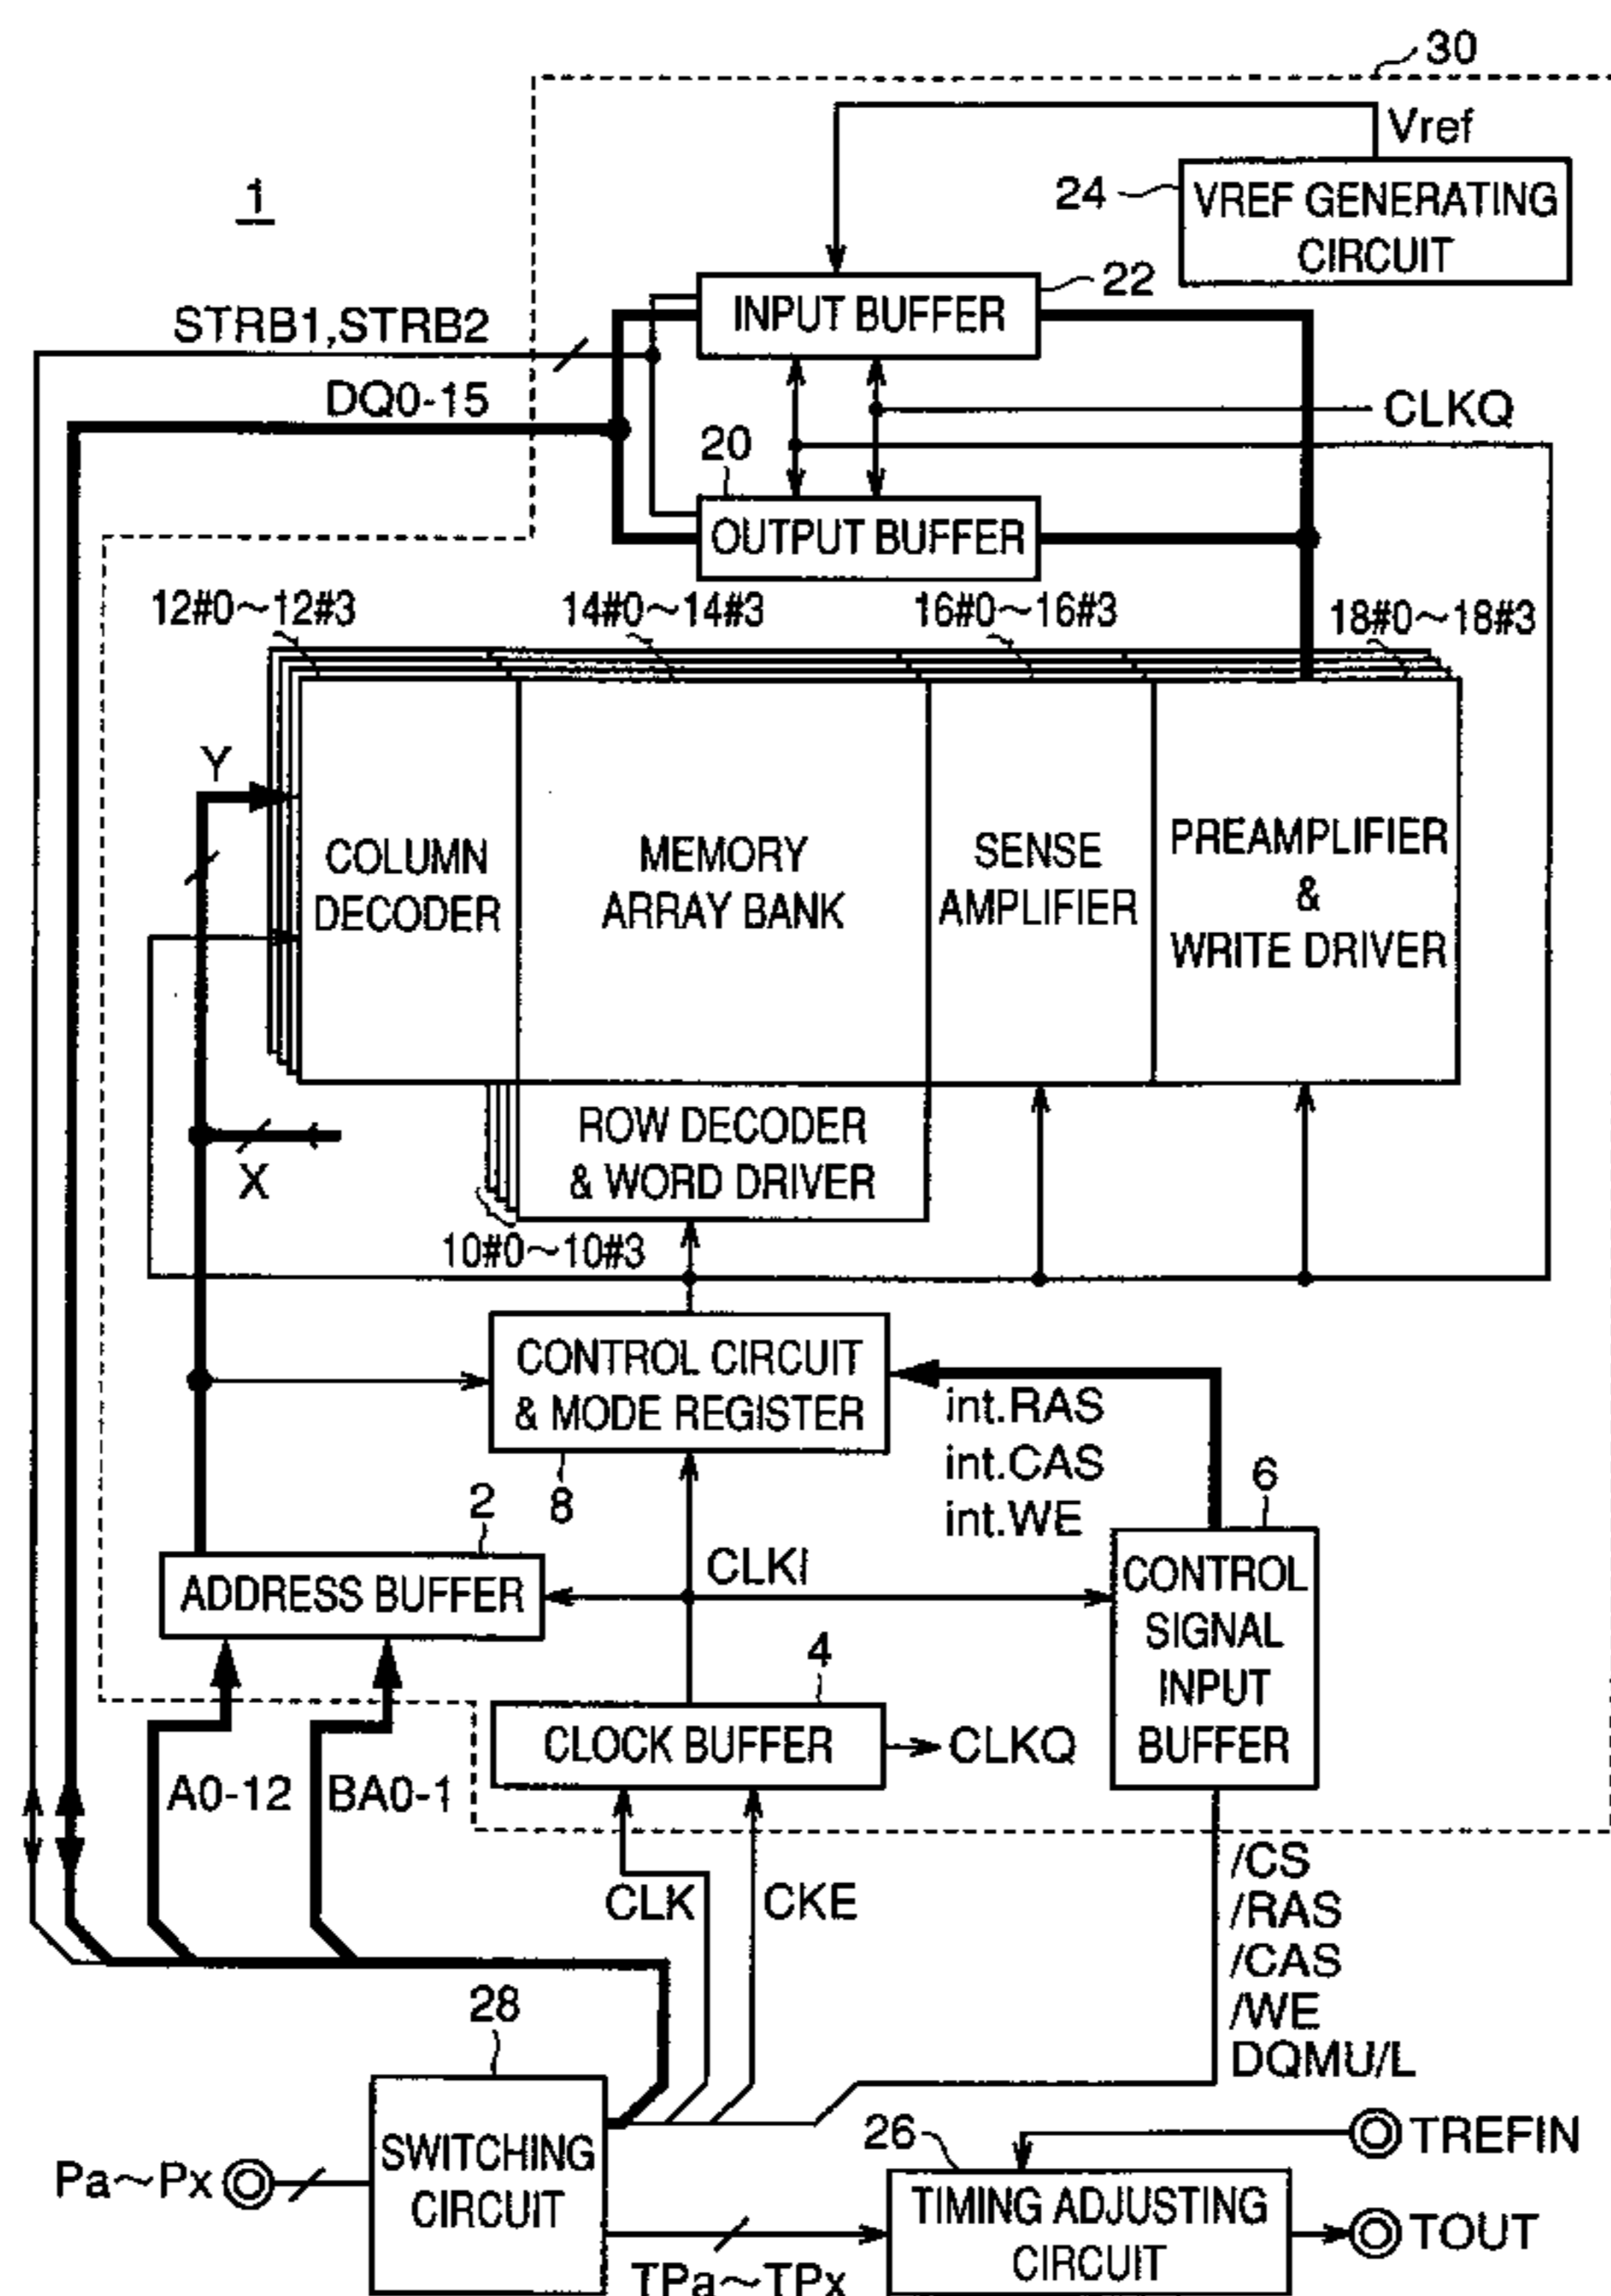 30
Vref
1
24
VREF GENERATING
CIRCUIT
22
INPUT BUFFER
STRB1,STRB2
DQ0-15
CLKQ
20
OUTPUT BUFFER
12#0~12#3
14#0~14#3
16#0~16#3
18#0~18#3
Y
COLUMN
DECODER
MEMORY
ARRAY BANK
SENSE
AMPLIFIER
PREAMPLIFIER
&
WRITE DRIVER
X
ROW DECODER
& WORD DRIVER
10#0~10#3
CONTROL CIRCUIT
& MODE REGISTER
8
int.RAS
int.CAS
int.WE
6
2
ADDRESS BUFFER
CLKI
CONTROL
SIGNAL
INPUT
BUFFER
4
CLOCK BUFFER
CLKQ
A0-12
BA0-1
CLK
CKE
/CS
/RAS
/CAS
/WE
DQMU/L
28
SWITCHING
CIRCUIT
Pa~Px
26
TREFIN
TIMING ADJUSTING
CIRCUIT
TOUT
TPa~TPx